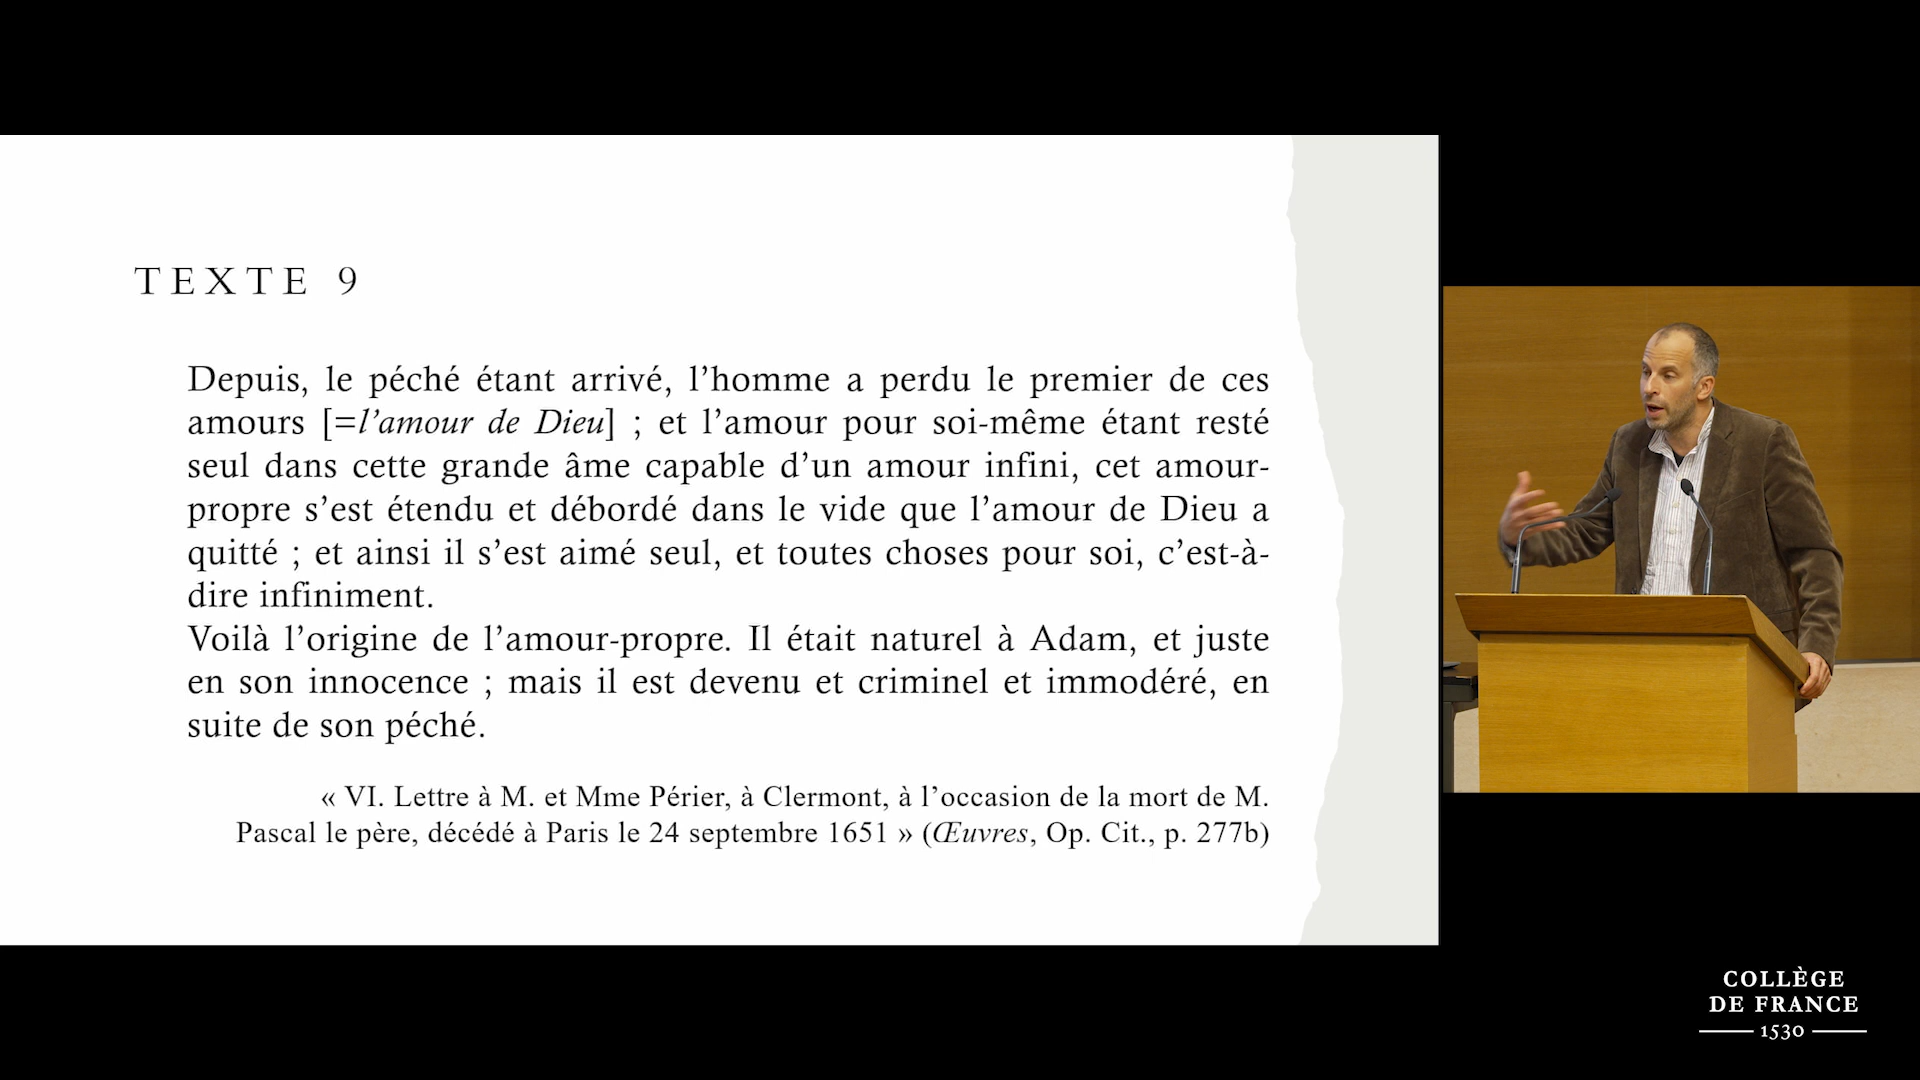 TEXTE 9
Depuis, le péché étant arrivé, l’homme a perdu le premier de ces
amours [=l’amour de Dieu] ; et l’amour pour soi-même étant resté
seul dans cette grande âme capable d’un amour infini, cet amour-
propre s’est étendu et débordé dans le vide que l’amour de Dieu a
quitté ; et ainsi il s’est aimé seul, et toutes choses pour soi, c’est-à-
dire infiniment.
Voilà l’origine de l’amour-propre. Il était naturel à Adam, et juste
en son innocence ; mais il est devenu et criminel et immodéré, en
suite de son péché.
« VI. Lettre à M. et Mme Périer, à Clermont, à l’occasion de la mort de M.
Pascal le père, décédé à Paris le 24 septembre 1651 » (Œuvres, Op. Cit., p. 277b)
COLLÈGE
DE FRANCE
1530